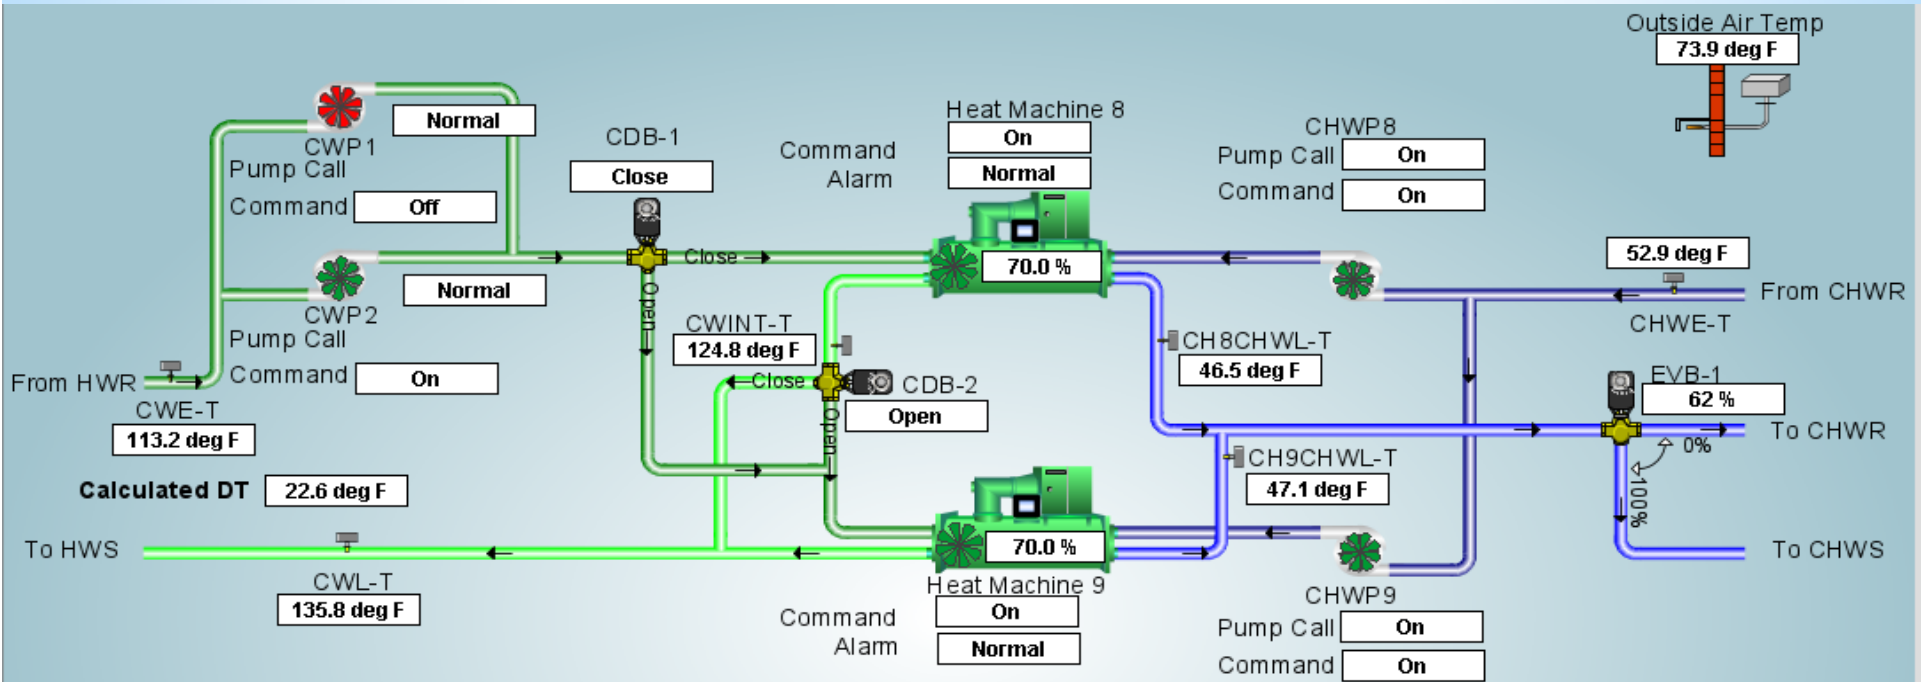 Outside Air Temp
73.9 deg F
Normal
CWP1
Pump Call
Command Off
CDB-1
Close
Heat Machine 8
Command On
Alarm Normal
70.0 %
CHWP8
Pump Call On
Command On
Close
Open
Normal
CWP2
Pump Call
Command On
From HWR
CWE-T
113.2 deg F
CWINT-T
124.8 deg F
Close
CDB-2
Open
Open
52.9 deg F
From CHWR
CHWE-T
CH8CHWL-T
46.5 deg F
EVB-1
62 %
To CHWR
0%
100%
To CHWS
CH9CHWL-T
47.1 deg F
Calculated DT 22.6 deg F
To HWS
CWL-T
135.8 deg F
70.0 %
Heat Machine 9
Command On
Alarm Normal
CHWP9
Pump Call On
Command On